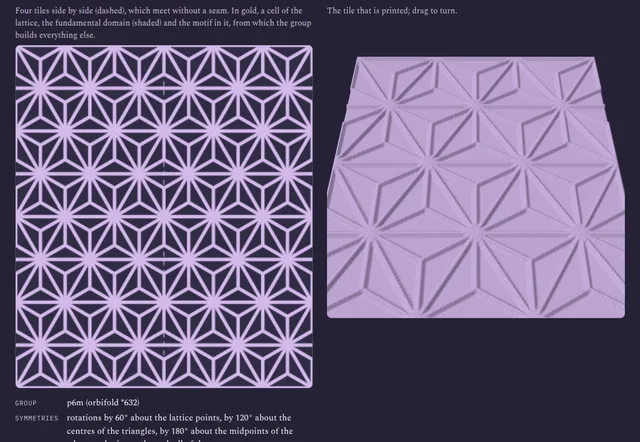 Four tiles side by side (dashed), which meet without a seam. In gold, a cell of the
lattice, the fundamental domain (shaded) and the motif in it, from which the group
builds everything else.
The tile that is printed; drag to turn.
GROUP p6m (orbifold *632)
SYMMETRIES rotations by 60° about the lattice points, by 120° about the
centres of the triangles, by 180° about the midpoints of the